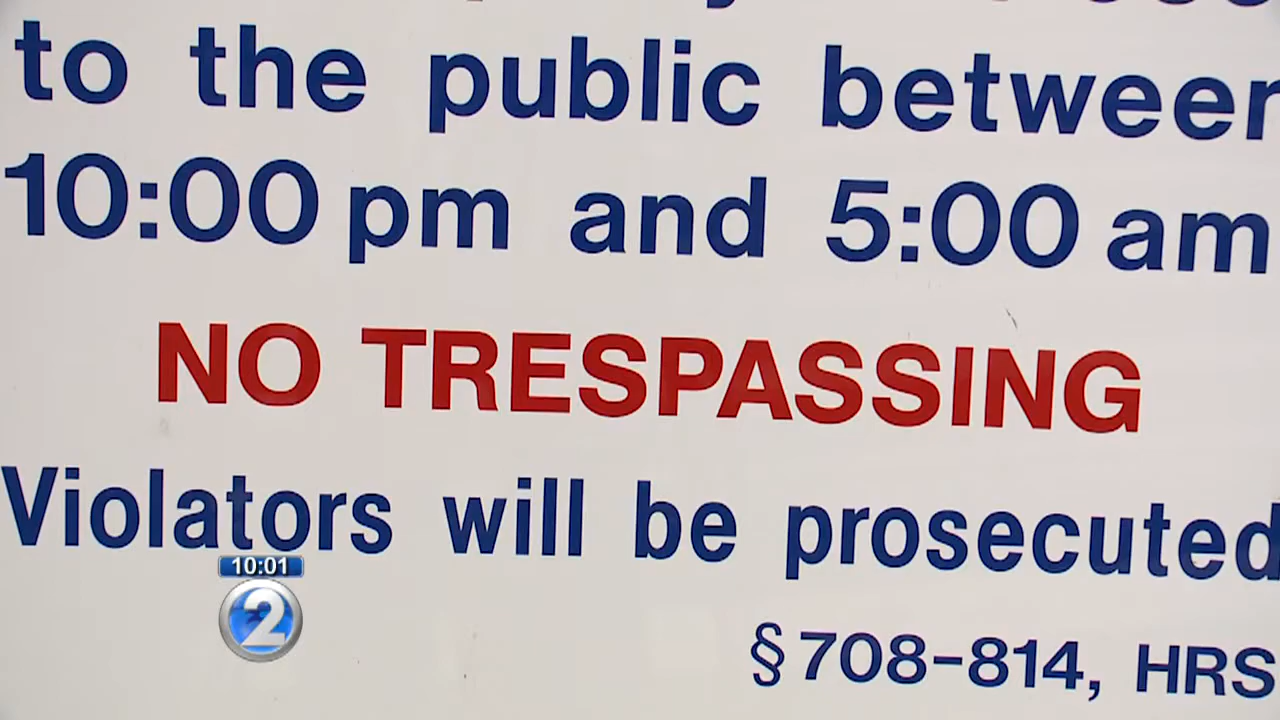 to the public between
10:00 pm and 5:00 am
NO TRESPASSING
Violators will be prosecuted
10:01
2
§ 708-814, HRS